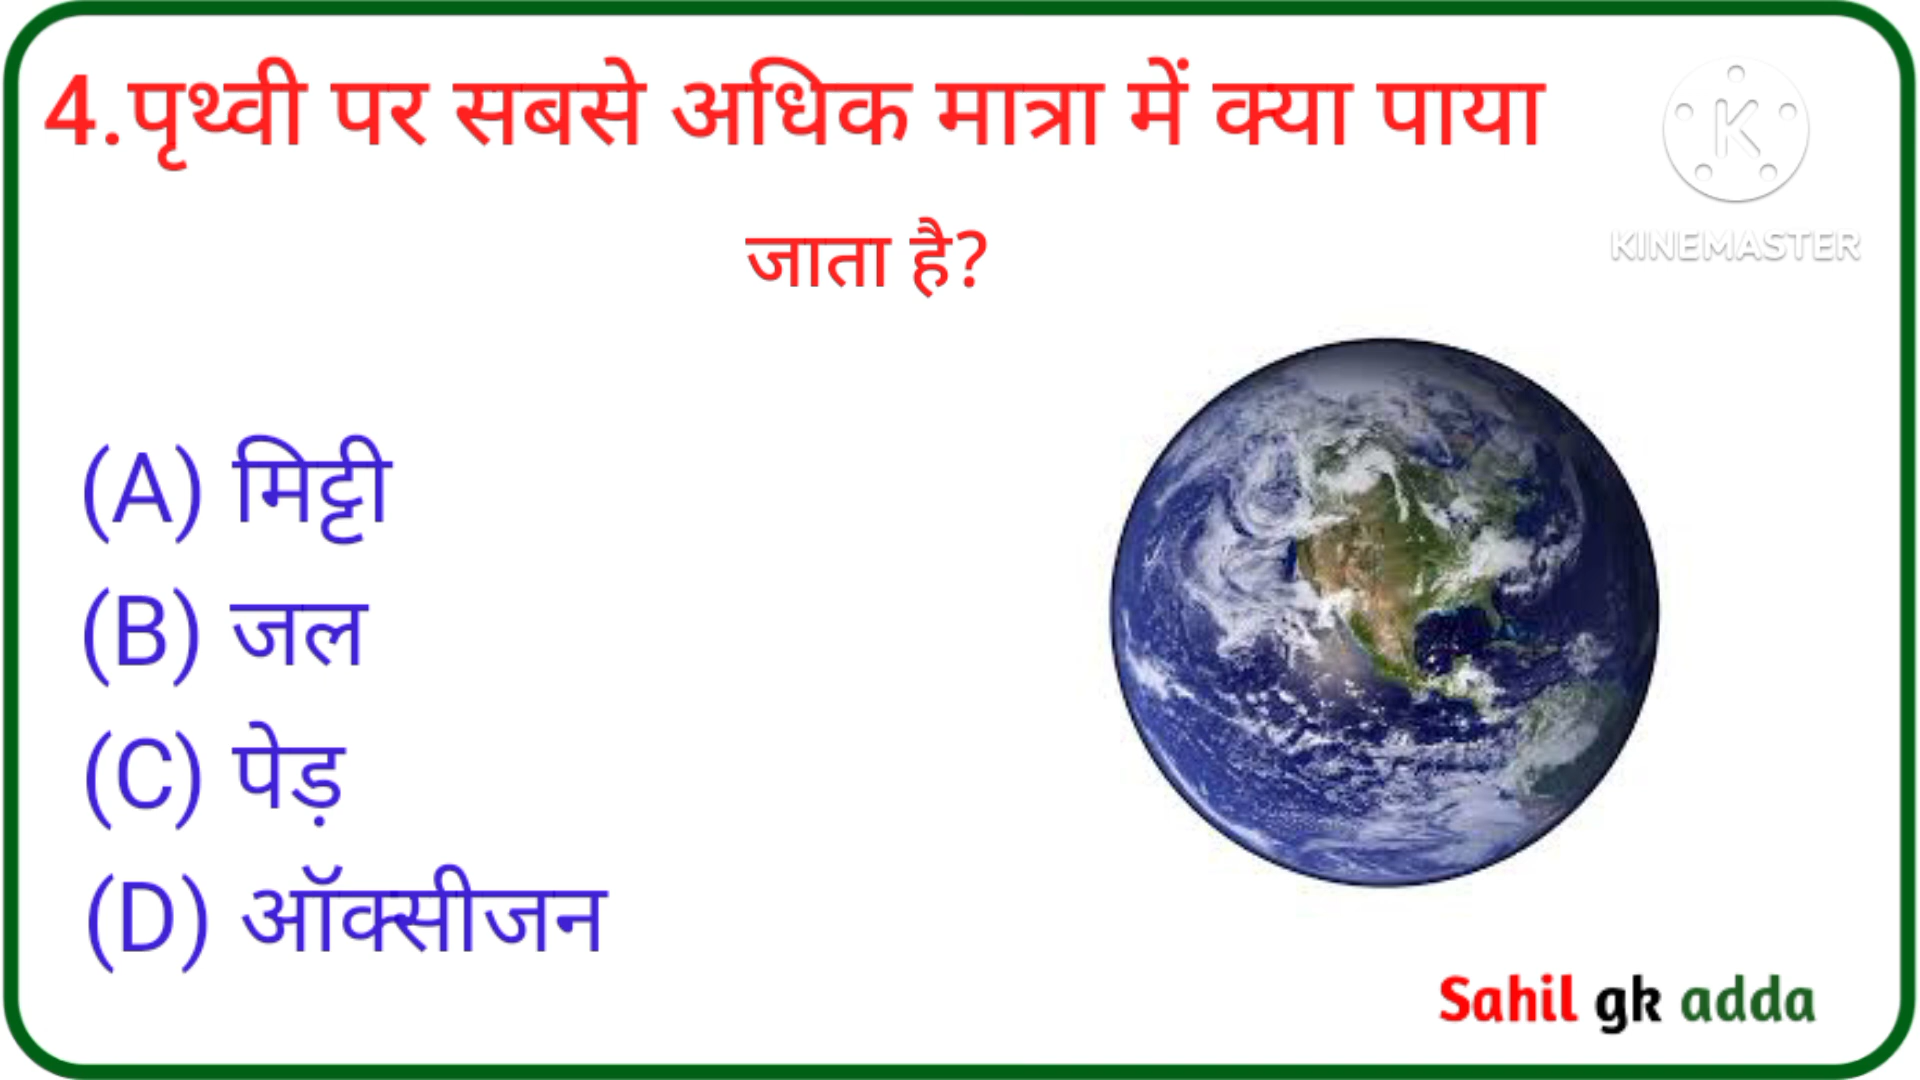 4.पृथ्वी पर सबसे अधिक मात्रा में क्या पाया
जाता है?
KINEMASTER
(A) मिट्टी
(B) जल
(C) पेड़
(D) ऑक्सीजन
Sahil gk adda